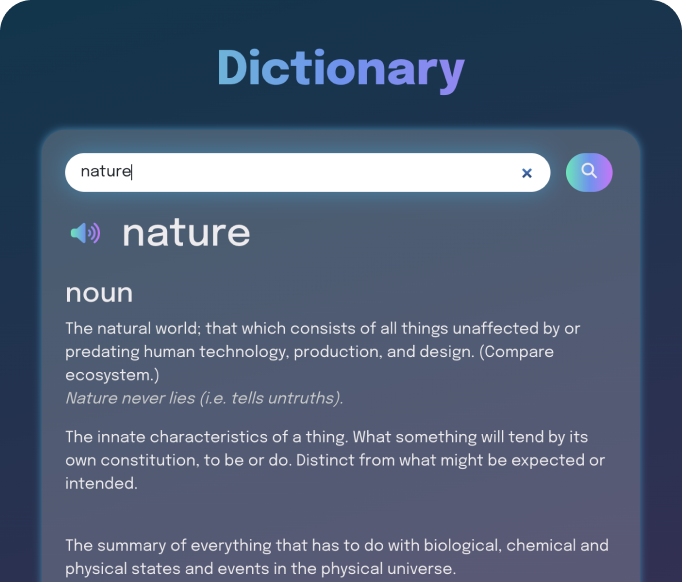 Dictionary
nature
nature
noun
The natural world; that which consists of all things unaffected by or
predating human technology, production, and design. (Compare
ecosystem.)
Nature never lies (i.e. tells untruths).
The innate characteristics of a thing. What something will tend by its
own constitution, to be or do. Distinct from what might be expected or
intended.
The summary of everything that has to do with biological, chemical and
physical states and events in the physical universe.